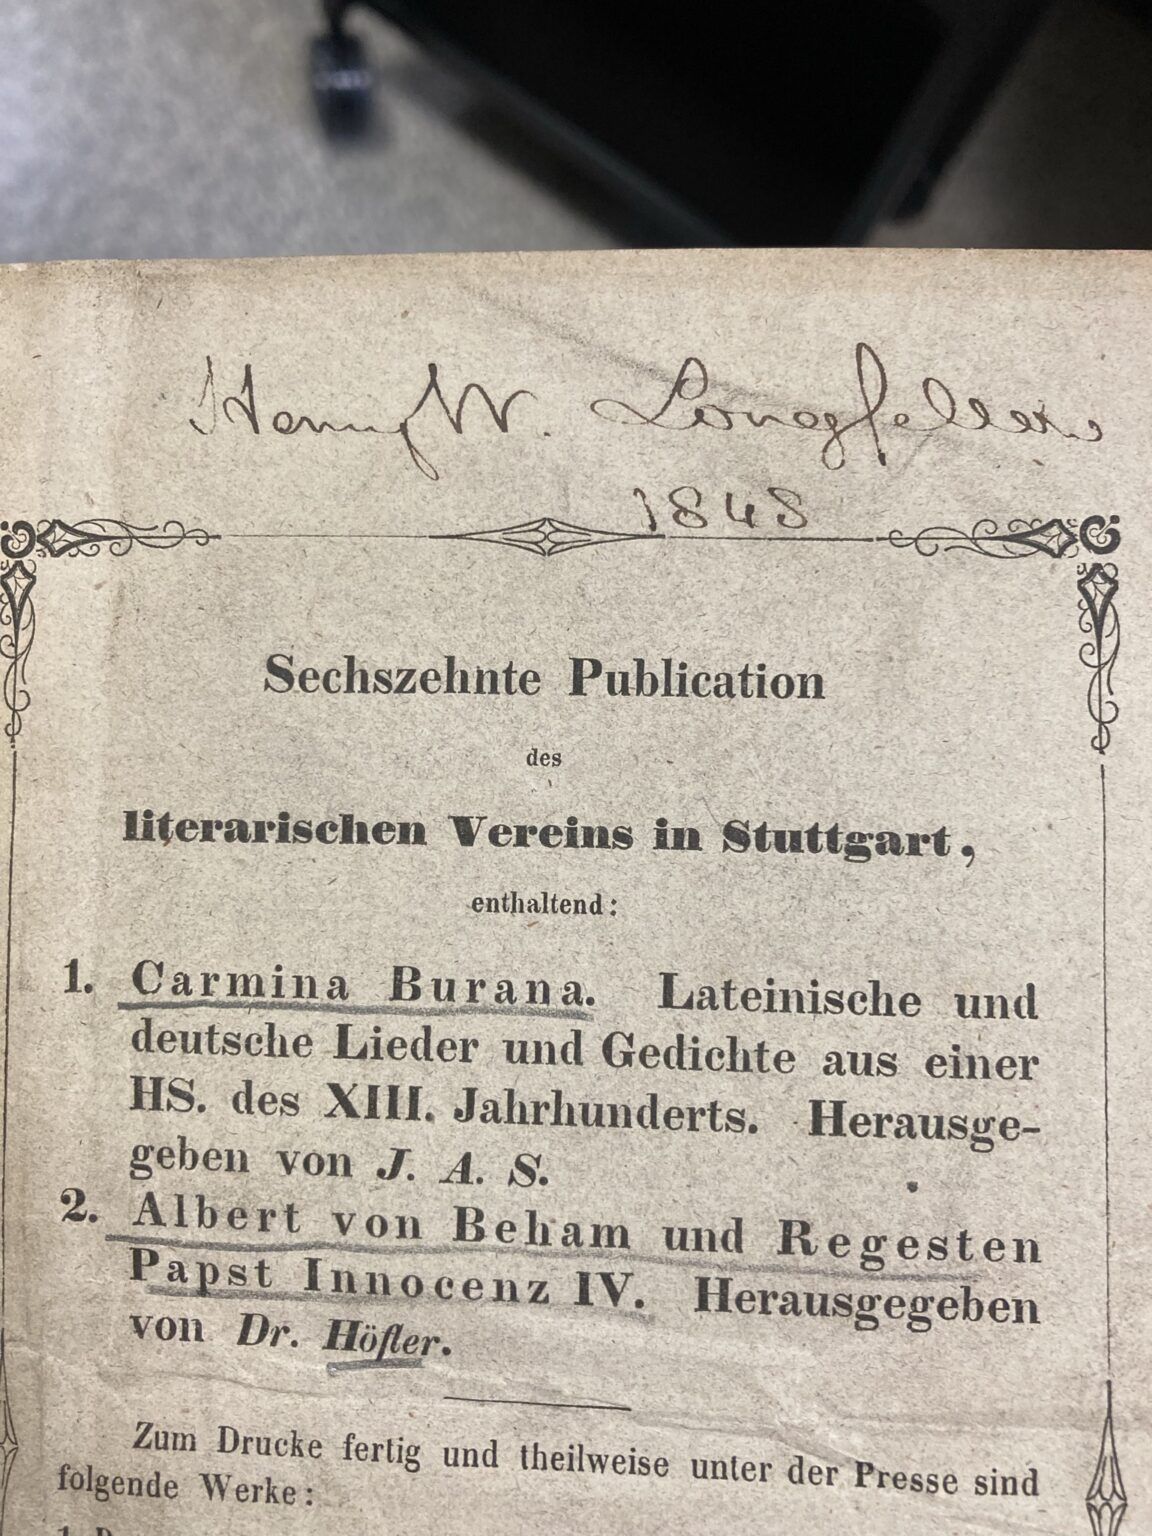 Henry W. Longfellow
1848
Sechszehnte Publication
des
literarischen Vereins in Stuttgart,
enthaltend:
1. Carmina Burana. Lateinische und
deutsche Lieder und Gedichte aus einer
HS. des XIII. Jahrhunderts. Herausge-
geben von J. A. S.
2. Albert von Beham und Regesten
Papst Innocenz IV. Herausgegeben
von Dr. Höfler.
Zum Drucke fertig und theilweise unter der Presse sind
folgende Werke: